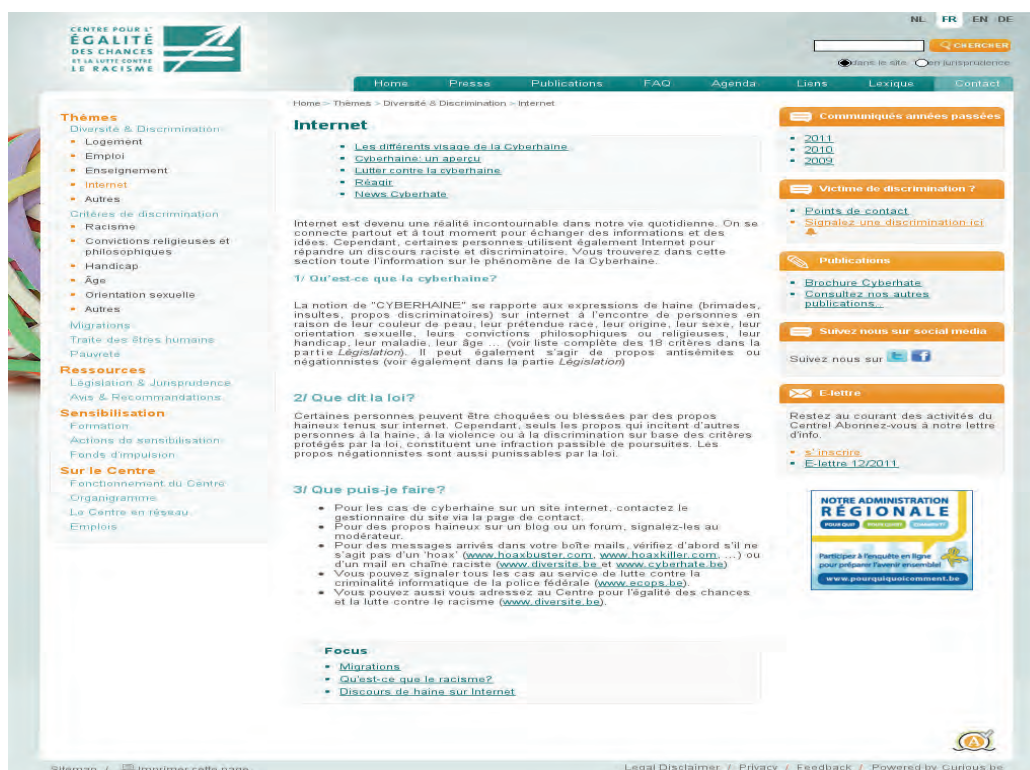 CENTRE POUR L'
ÉGALITÉ
DES CHANCES
ET LA LUTTE CONTRE
LE RACISME
NL FR EN DE
CHERCHER
dans le site en jurisprudence
Home Presse Publications FAQ Agenda Liens Lexique Contact
Home > Thèmes > Diversité & Discrimination > Internet
Thèmes
Diversité & Discrimination
Logement
Emploi
Enseignement
Internet
Autres
Critères de discrimination
Racisme
Convictions religieuses et
philosophiques
Handicap
Âge
Orientation sexuelle
Autres
Migrations
Traite des êtres humains
Pauvreté
Ressources
Législation & Jurisprudence
Avis & Recommandations
Sensibilisation
Formation
Actions de sensibilisation
Fonds d'impulsion
Sur le Centre
Fonctionnement du Centre
Organigramme
Le Centre en réseau
Emplois
Internet
Les différents visage de la Cyberhaine
Cyberhaine: un aperçu
Lutter contre la cyberhaine
Réagir
News Cyberhate
Internet est devenu une réalité incontournable dans notre vie quotidienne. On se
connecte partout et à tout moment pour échanger des informations et des
idées. Cependant, certaines personnes utilisent également Internet pour
répandre un discours raciste et discriminatoire. Vous trouverez dans cette
section toute l'information sur le phénomène de la Cyberhaine.
1/ Qu'est-ce que la cyberhaine?
La notion de "CYBERHAINE" se rapporte aux expressions de haine (brimades,
insultes, propos discriminatoires) sur internet à l'encontre de personnes en
raison de leur couleur de peau, leur prétendue race, leur origine, leur sexe, leur
orientation sexuelle, leurs convictions philosophiques ou religieuses, leur
handicap, leur maladie, leur âge ... (voir liste complète des 18 critères dans la
partie Législation). Il peut également s'agir de propos antisémites ou
négationnistes (voir également dans la partie Législation)
2/ Que dit la loi?
Certaines personnes peuvent être choquées ou blessées par des propos
haineux tenus sur internet. Cependant, seuls les propos qui incitent d'autres
personnes à la haine, à la violence ou à la discrimination sur base des critères
protégés par la loi, constituent une infraction passible de poursuites. Les
propos négationnistes sont aussi punissables par la loi.
3/ Que puis-je faire?
Pour les cas de cyberhaine sur un site internet, contactez le
gestionnaire du site via la page de contact.
Pour des propos haineux sur un blog ou un forum, signalez-les au
modérateur.
Pour des messages arrivés dans votre boîte mails, vérifiez d'abord s'il ne
s'agit pas d'un 'hoax' (www.hoaxbuster.com, www.hoaxkiller.com, ...) ou
d'un mail en chaîne raciste (www.diversite.be et www.cyberhate.be)
Vous pouvez signaler tous les cas au service de lutte contre la
criminalité informatique de la police fédérale (www.ecops.be).
Vous pouvez aussi vous adressez au Centre pour l'égalité des chances
et la lutte contre le racisme (www.diversite.be).
Focus
Migrations
Qu'est-ce que le racisme?
Discours de haine sur Internet
Communiqués années passées
2011
2010
2009
Victime de discrimination ?
Points de contact
Signalez une discrimination ici
Publications
Brochure Cyberhate
Consultez nos autres
publications...
Suivez nous sur social media
Suivez nous sur
E-lettre
Restez au courant des activités du
Centre! Abonnez-vous à notre lettre
d'info.
s'inscrire
E-lettre 12/2011
NOTRE ADMINISTRATION
RÉGIONALE
POUR QUI? POUR QUOI? COMMENT?
Participez à l'enquête en ligne
pour préparer l'avenir ensemble!
www.pourquiquoicomment.be
Sitemap / Imprimer cette page
Legal Disclaimer / Privacy / Feedback / Powered by Curious.be